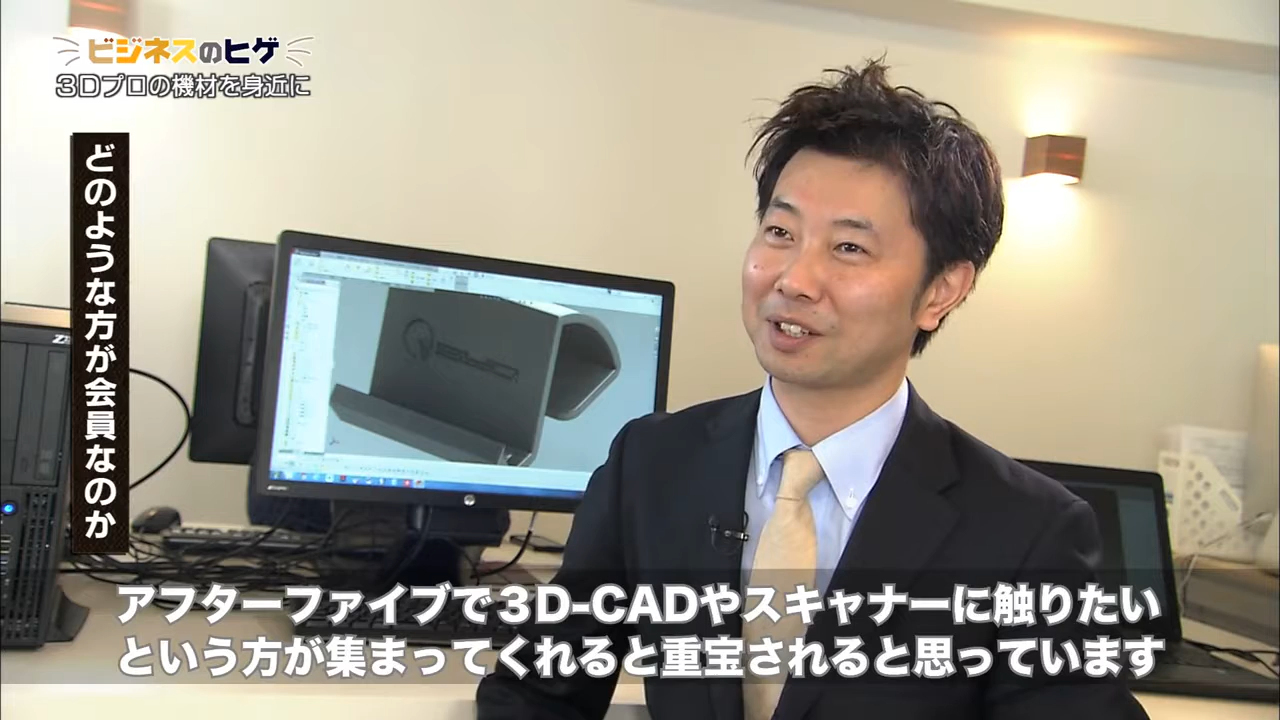 ビジネスのヒゲ
3Dプロの機材を身近に
どのような方が会員なのか
アフターファイブで3D-CADやスキャナーに触りたい
という方が集まってくれると重宝されると思っています